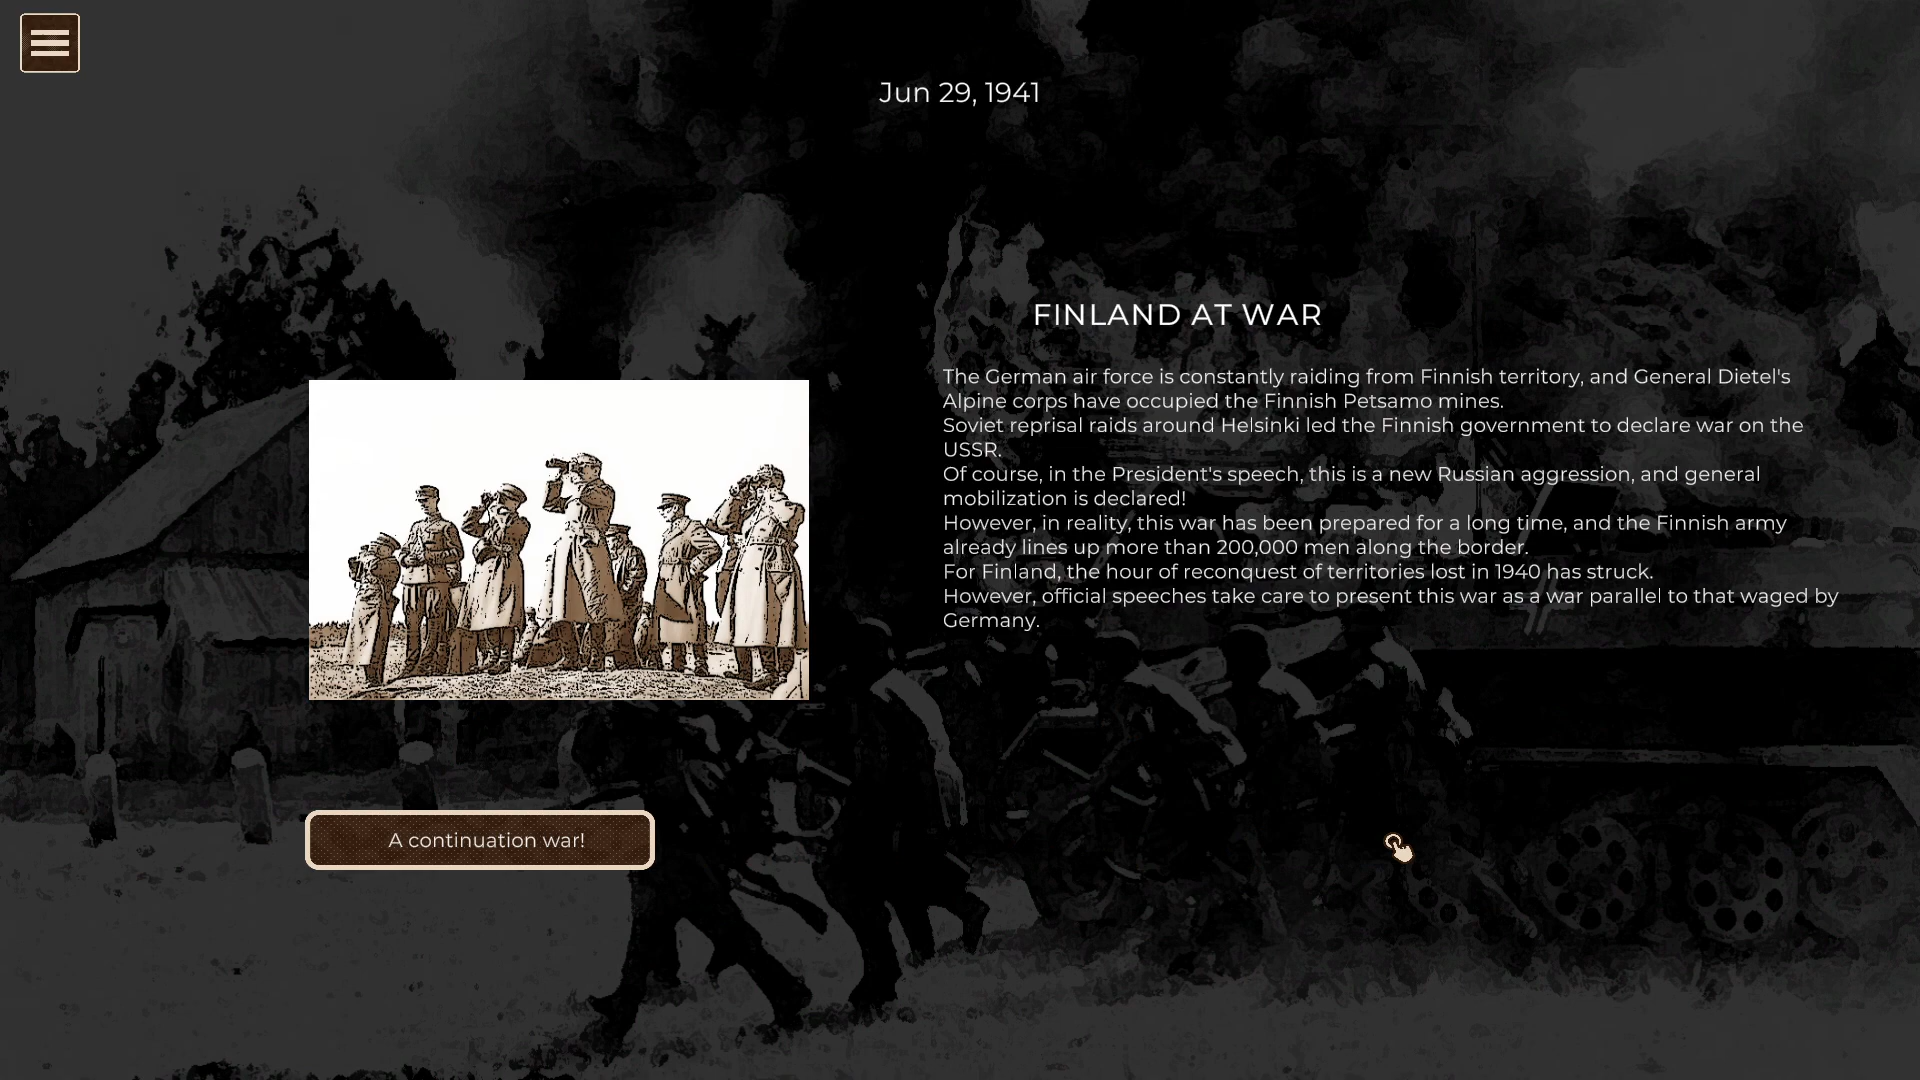 Jun 29, 1941
FINLAND AT WAR
The German air force is constantly raiding from Finnish territory, and General Dietel's
Alpine corps have occupied the Finnish Petsamo mines.
Soviet reprisal raids around Helsinki led the Finnish government to declare war on the
USSR.
Of course, in the President's speech, this is a new Russian aggression, and general
mobilization is declared!
However, in reality, this war has been prepared for a long time, and the Finnish army
already lines up more than 200,000 men along the border.
For Finland, the hour of reconquest of territories lost in 1940 has struck.
However, official speeches take care to present this war as a war parallel to that waged by
Germany.
A continuation war!